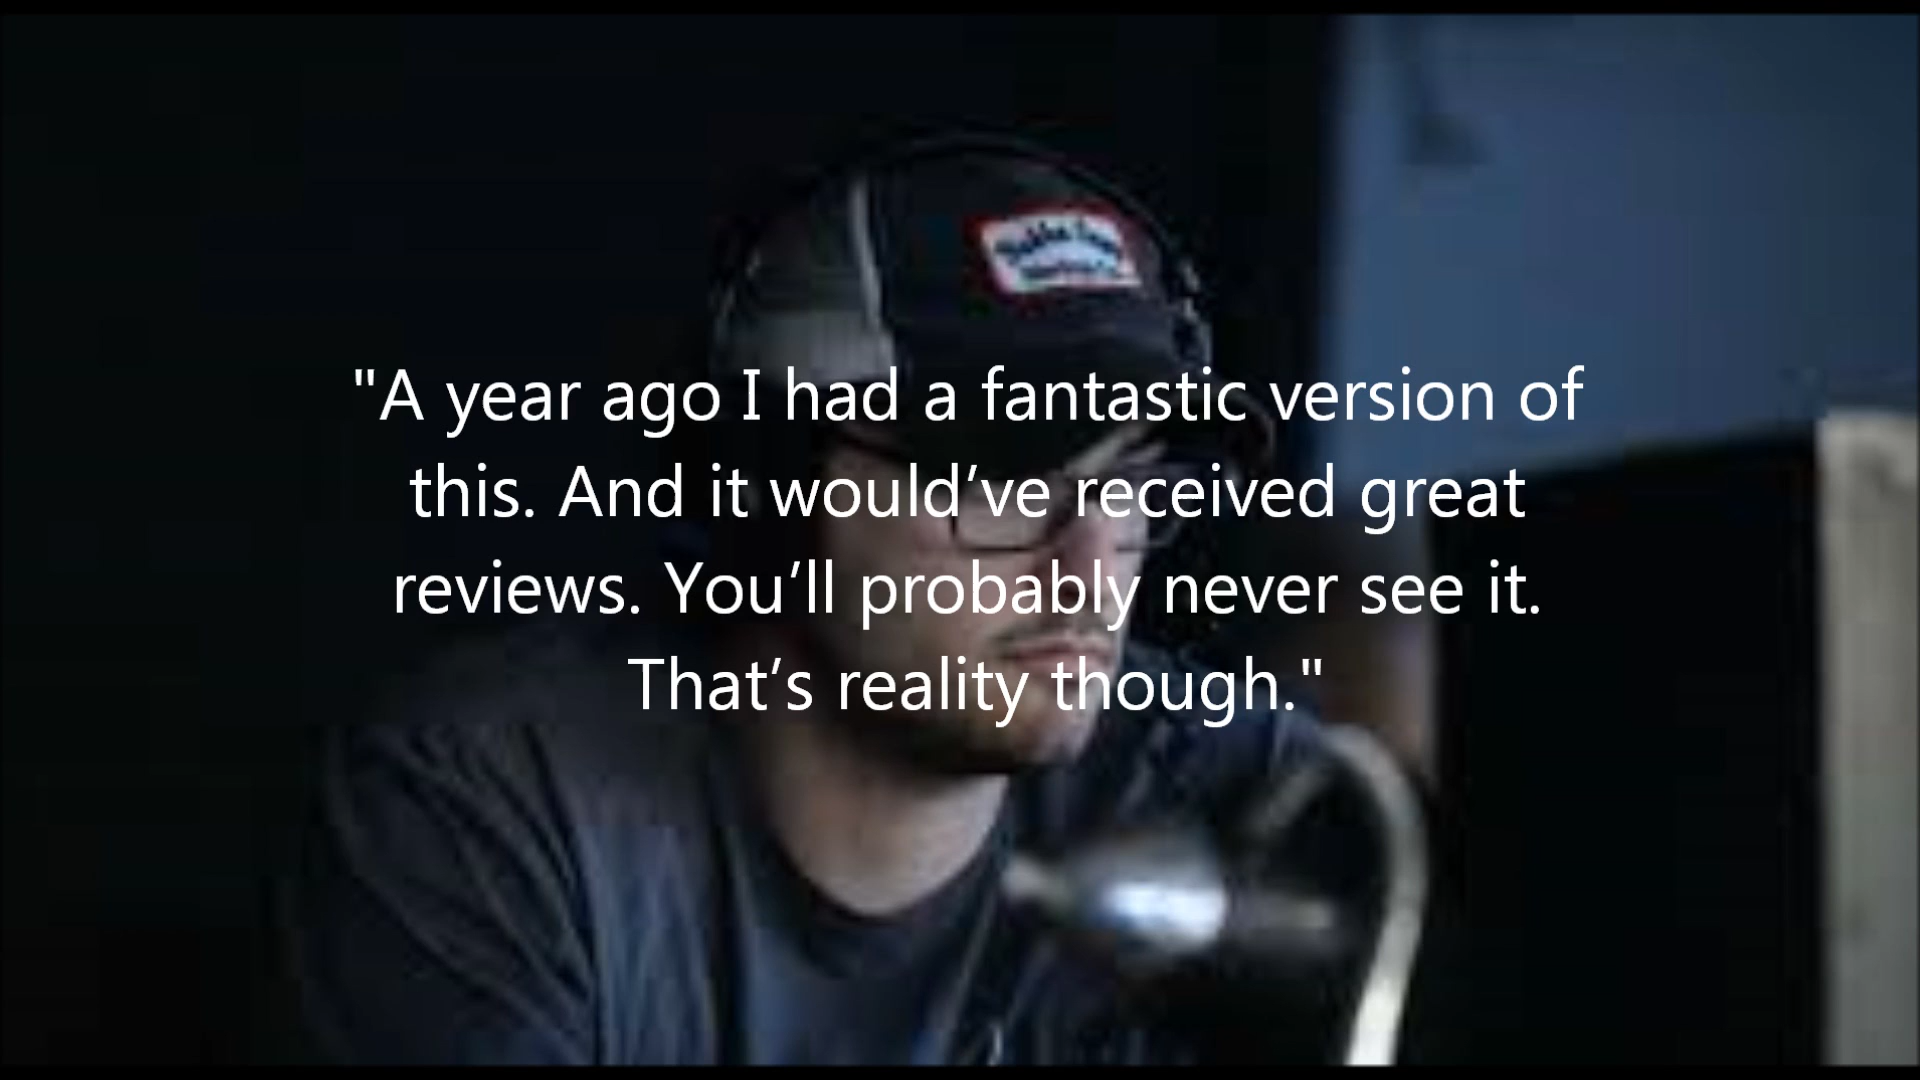 "A year ago I had a fantastic version of
this. And it would’ve received great
reviews. You’ll probably never see it.
That’s reality though."